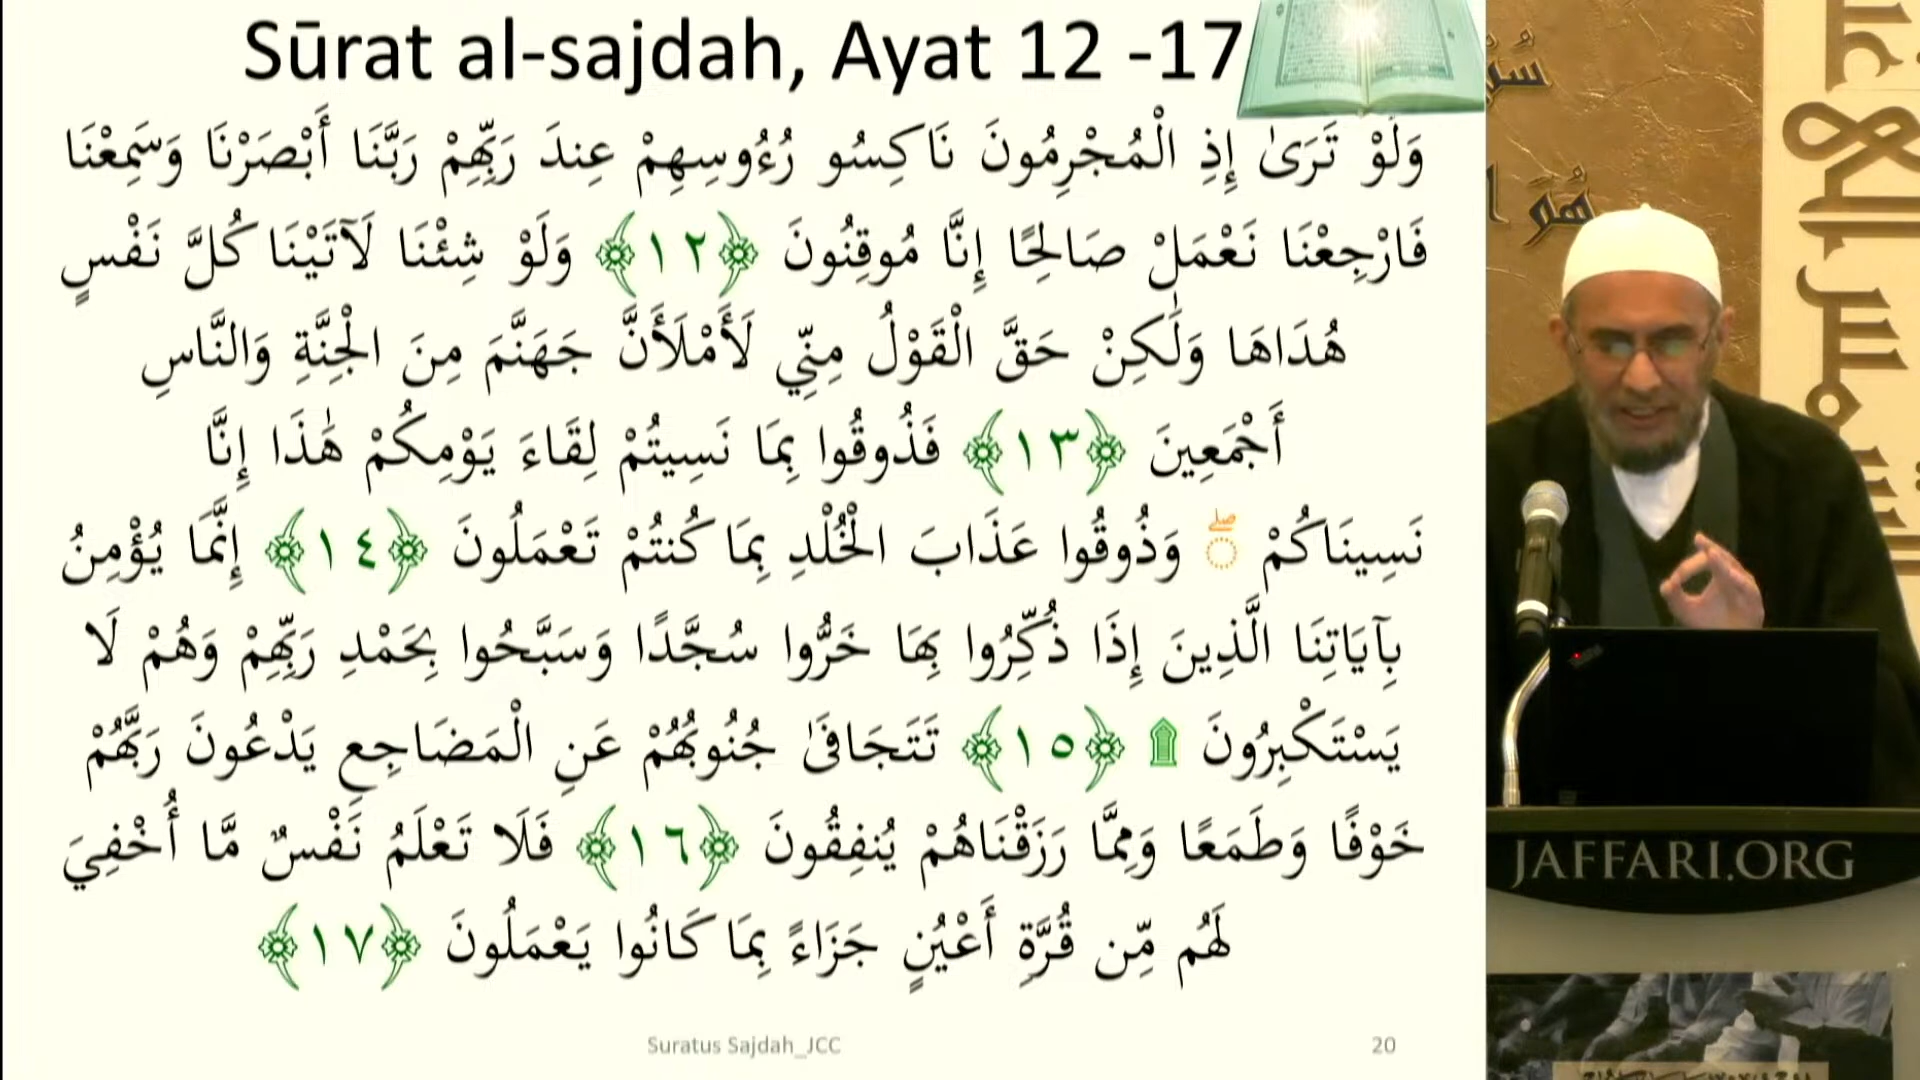 Sūrat al-sajdah, Ayat 12 -17
وَلَوْ تَرَىٰ إِذِ الْمُجْرِمُونَ نَاكِسُو رُءُوسِهِمْ عِندَ رَبِّهِمْ رَبَّنَا أَبْصَرْنَا وَسَمِعْنَا
فَارْجِعْنَا نَعْمَلْ صَالِحًا إِنَّا مُوقِنُونَ ﴿١٢﴾ وَلَوْ شِئْنَا لَآتَيْنَا كُلَّ نَفْسٍ
هُدَاهَا وَلَٰكِنْ حَقَّ الْقَوْلُ مِنِّي لَأَمْلَأَنَّ جَهَنَّمَ مِنَ الْجِنَّةِ وَالنَّاسِ
أَجْمَعِينَ ﴿١٣﴾ فَذُوقُوا بِمَا نَسِيتُمْ لِقَاءَ يَوْمِكُمْ هَٰذَا إِنَّا
نَسِينَاكُمْ ۖ وَذُوقُوا عَذَابَ الْخُلْدِ بِمَا كُنتُمْ تَعْمَلُونَ ﴿١٤﴾ إِنَّمَا يُؤْمِنُ
بِآيَاتِنَا الَّذِينَ إِذَا ذُكِّرُوا بِهَا خَرُّوا سُجَّدًا وَسَبَّحُوا بِحَمْدِ رَبِّهِمْ وَهُمْ لَا
يَسْتَكْبِرُونَ ۩ ﴿١٥﴾ تَتَجَافَىٰ جُنُوبُهُمْ عَنِ الْمَضَاجِعِ يَدْعُونَ رَبَّهُمْ
خَوْفًا وَطَمَعًا وَمِمَّا رَزَقْنَاهُمْ يُنفِقُونَ ﴿١٦﴾ فَلَا تَعْلَمُ نَفْسٌ مَّا أُخْفِيَ
لَهُم مِّن قُرَّةِ أَعْيُنٍ جَزَاءً بِمَا كَانُوا يَعْمَلُونَ ﴿١٧﴾
Suratus Sajdah_JCC
20
هُوَ
JAFFARI.ORG